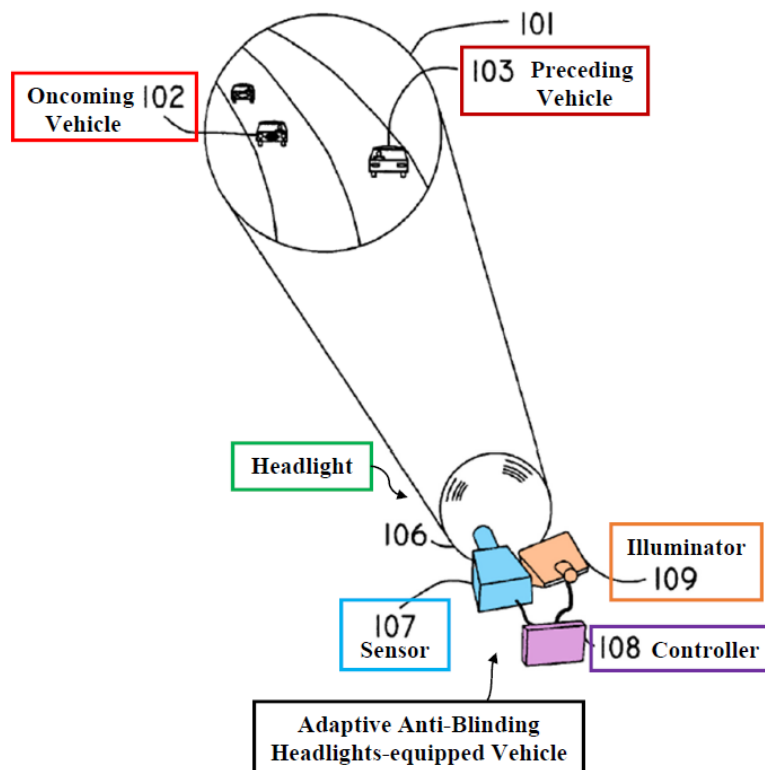 101
103 Preceding
Vehicle
Oncoming 102
Vehicle
Headlight
106
Illuminator
109
107
Sensor
108 Controller
Adaptive Anti-Blinding
Headlights-equipped Vehicle